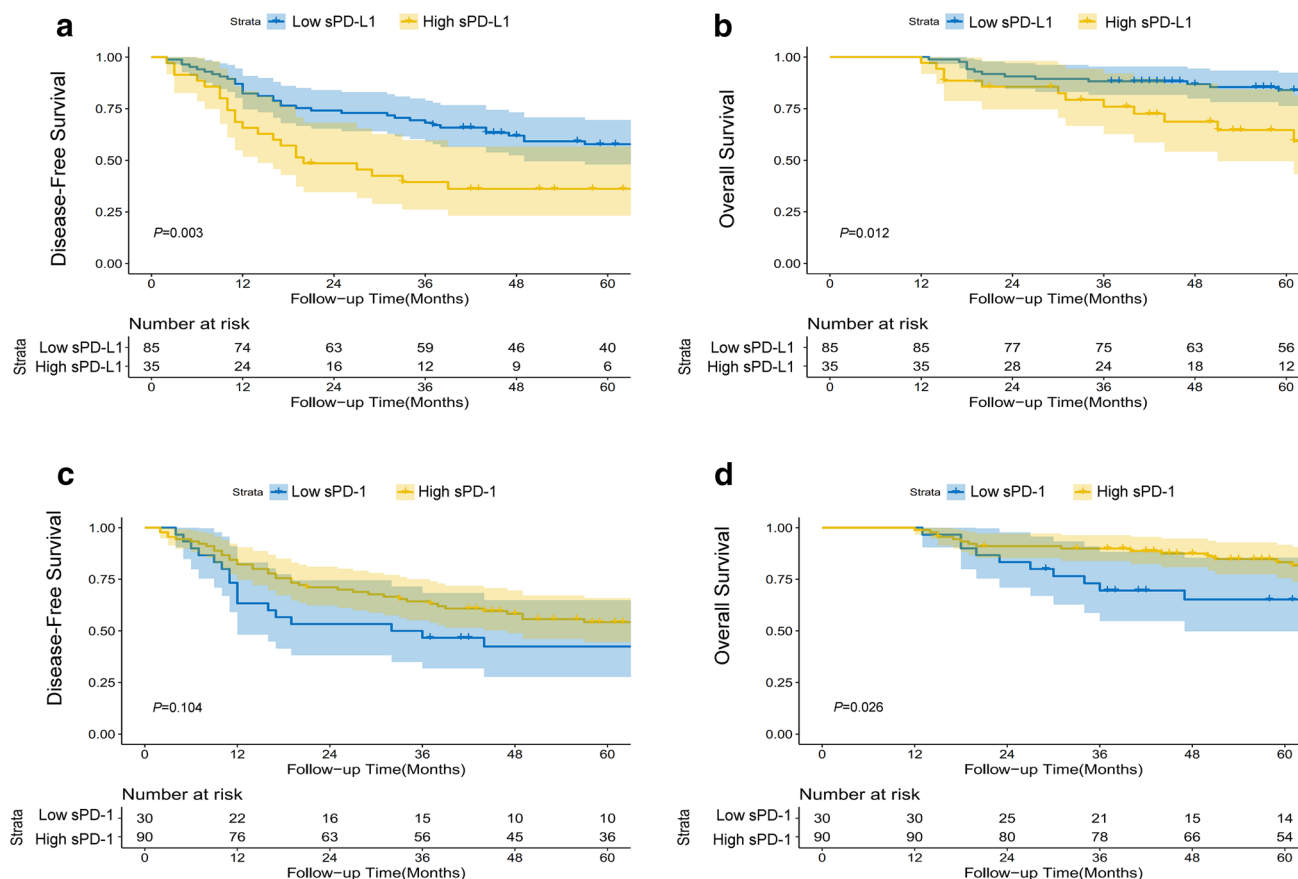 a
Strata Low sPD-L1 High sPD-L1
Disease-Free Survival
1.00
0.75
0.50
0.25
0.00
P=0.003
0 12 24 36 48 60
Follow-up Time(Months)
Number at risk
Strata
Low sPD-L1 85 74 63 59 46 40
High sPD-L1 35 24 16 12 9 6
0 12 24 36 48 60
Follow-up Time(Months)
b
Strata Low sPD-L1 High sPD-L1
Overall Survival
1.00
0.75
0.50
0.25
0.00
P=0.012
0 12 24 36 48 60
Follow-up Time(Months)
Number at risk
Strata
Low sPD-L1 85 85 77 75 63 56
High sPD-L1 35 35 28 24 18 12
0 12 24 36 48 60
Follow-up Time(Months)
c
Strata Low sPD-1 High sPD-1
Disease-Free Survival
1.00
0.75
0.50
0.25
0.00
P=0.104
0 12 24 36 48 60
Follow-up Time(Months)
Number at risk
Strata
Low sPD-1 30 22 16 15 10 10
High sPD-1 90 76 63 56 45 36
0 12 24 36 48 60
Follow-up Time(Months)
d
Strata Low sPD-1 High sPD-1
Overall Survival
1.00
0.75
0.50
0.25
0.00
P=0.026
0 12 24 36 48 60
Follow-up Time(Months)
Number at risk
Strata
Low sPD-1 30 30 25 21 15 14
High sPD-1 90 90 80 78 66 54
0 12 24 36 48 60
Follow-up Time(Months)